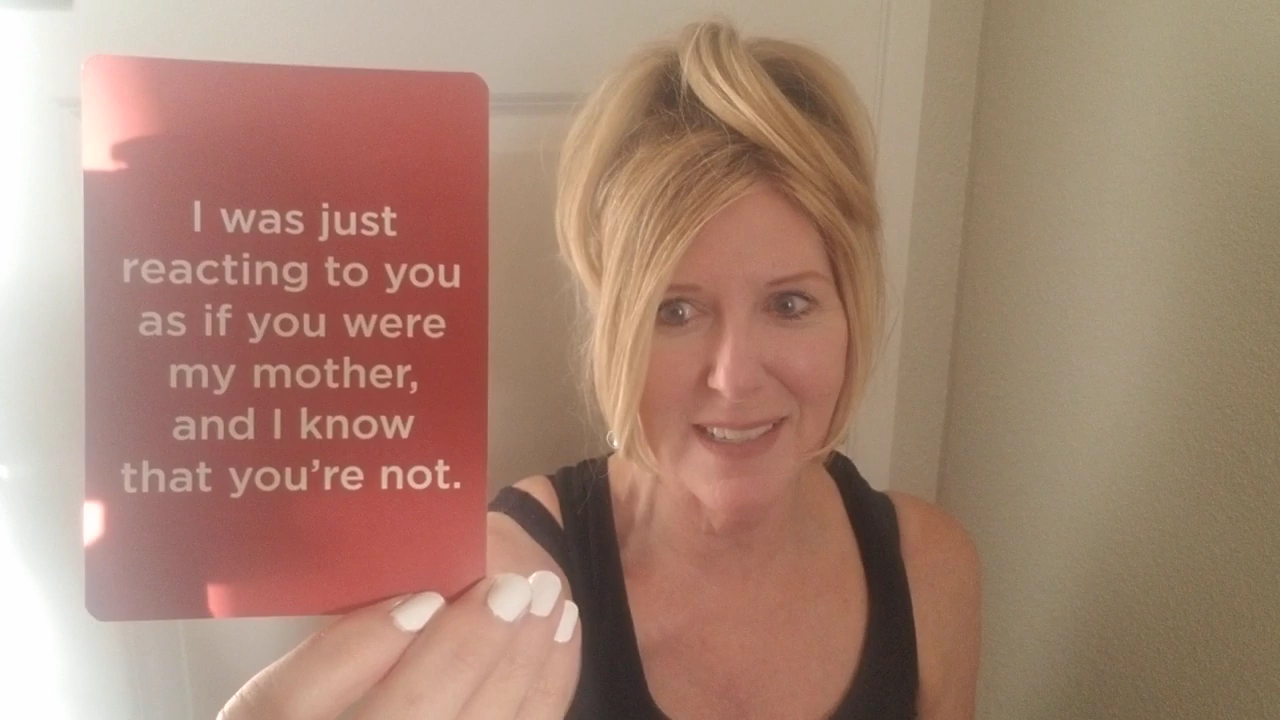 I was just
reacting to you
as if you were
my mother,
and I know
that you’re not.